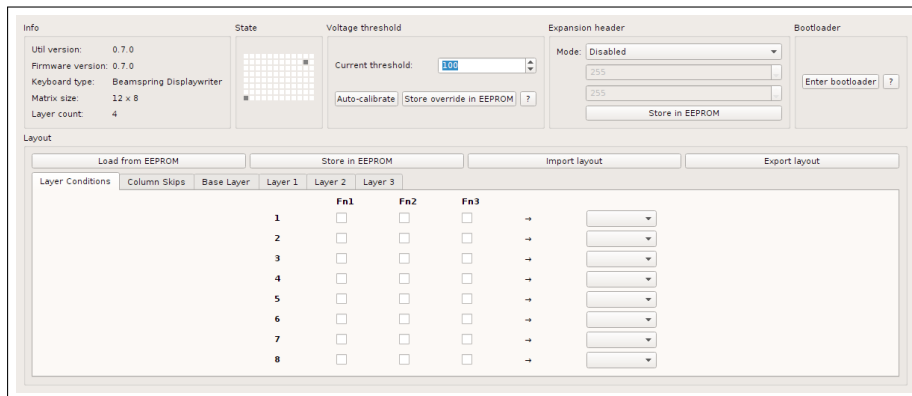 Info
Util version: 0.7.0
Firmware version: 0.7.0
Keyboard type: Beamspring Displaywriter
Matrix size: 12 x 8
Layer count: 4
State
Voltage threshold
Current threshold: 100
Auto-calibrate Store override in EEPROM ?
Expansion header
Mode: Disabled
255 ...
255 ...
Store in EEPROM
Bootloader
Enter bootloader ?
Layout
Load from EEPROM Store in EEPROM Import layout Export layout
Layer Conditions Column Skips Base Layer Layer 1 Layer 2 Layer 3
Fn1 Fn2 Fn3
1 →
2 →
3 →
4 →
5 →
6 →
7 →
8 →